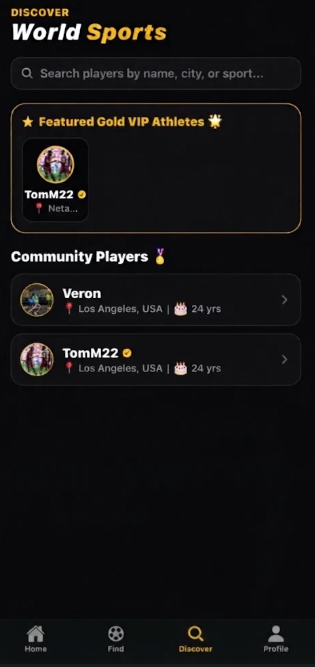 DISCOVER
World Sports
Search players by name, city, or sport...
⭐ Featured Gold VIP Athletes 🌟
TomM22
📍 Neta...
Community Players 🏅
Veron
📍 Los Angeles, USA | 🎂 24 yrs
TomM22
📍 Los Angeles, USA | 🎂 24 yrs
Home Find Discover Profile